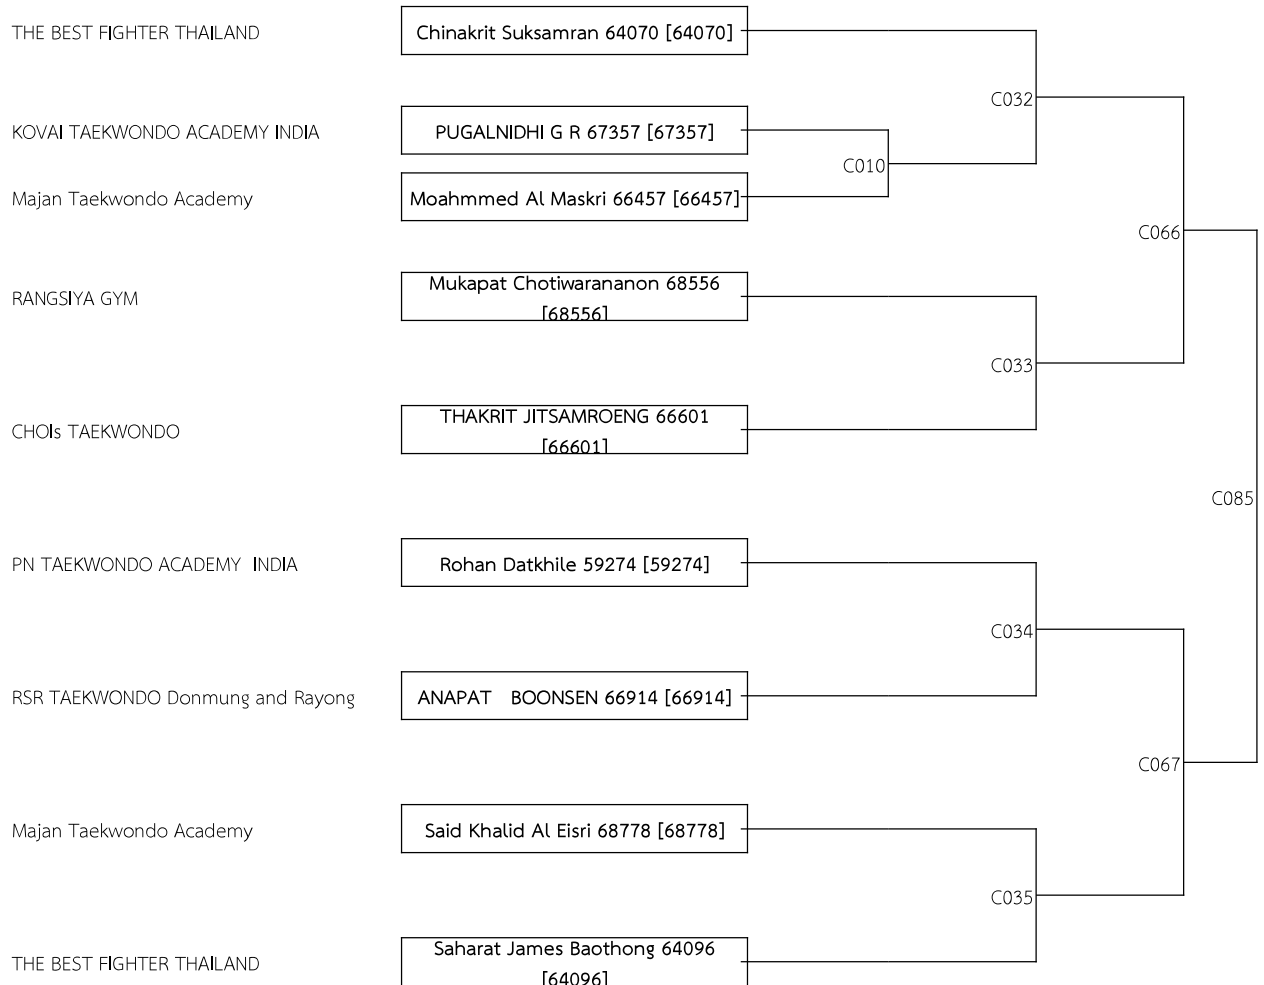 THE BEST FIGHTER THAILAND
Chinakrit Suksamran 64070 [64070]
C032
KOVAI TAEKWONDO ACADEMY INDIA
PUGALNIDHI G R 67357 [67357]
C010
Majan Taekwondo Academy
Moahmmed Al Maskri 66457 [66457]
C066
RANGSIYA GYM
Mukapat Chotiwarananon 68556
[68556]
C033
CHOIs TAEKWONDO
THAKRIT JITSAMROENG 66601
[66601]
C085
PN TAEKWONDO ACADEMY  INDIA
Rohan Datkhile 59274 [59274]
C034
RSR TAEKWONDO Donmung and Rayong
ANAPAT   BOONSEN 66914 [66914]
C067
Majan Taekwondo Academy
Said Khalid Al Eisri 68778 [68778]
C035
THE BEST FIGHTER THAILAND
Saharat James Baothong 64096
[64096]